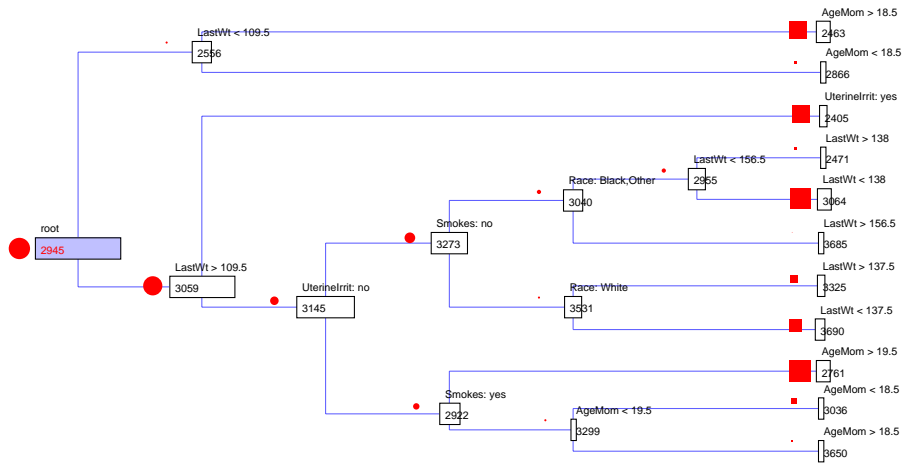 AgeMom > 18.5
2463
LastWt < 109.5
2556
AgeMom < 18.5
2866
UterineIrrit: yes
2405
LastWt > 138
2471
LastWt < 156.5
2955
LastWt < 138
3064
Race: Black,Other
3040
LastWt > 156.5
3685
Smokes: no
3273
root
2945
LastWt > 109.5
3059
UterineIrrit: no
3145
LastWt > 137.5
3325
Race: White
3531
LastWt < 137.5
3690
AgeMom > 19.5
2761
Smokes: yes
2922
AgeMom < 18.5
3036
AgeMom < 19.5
3299
AgeMom > 18.5
3650